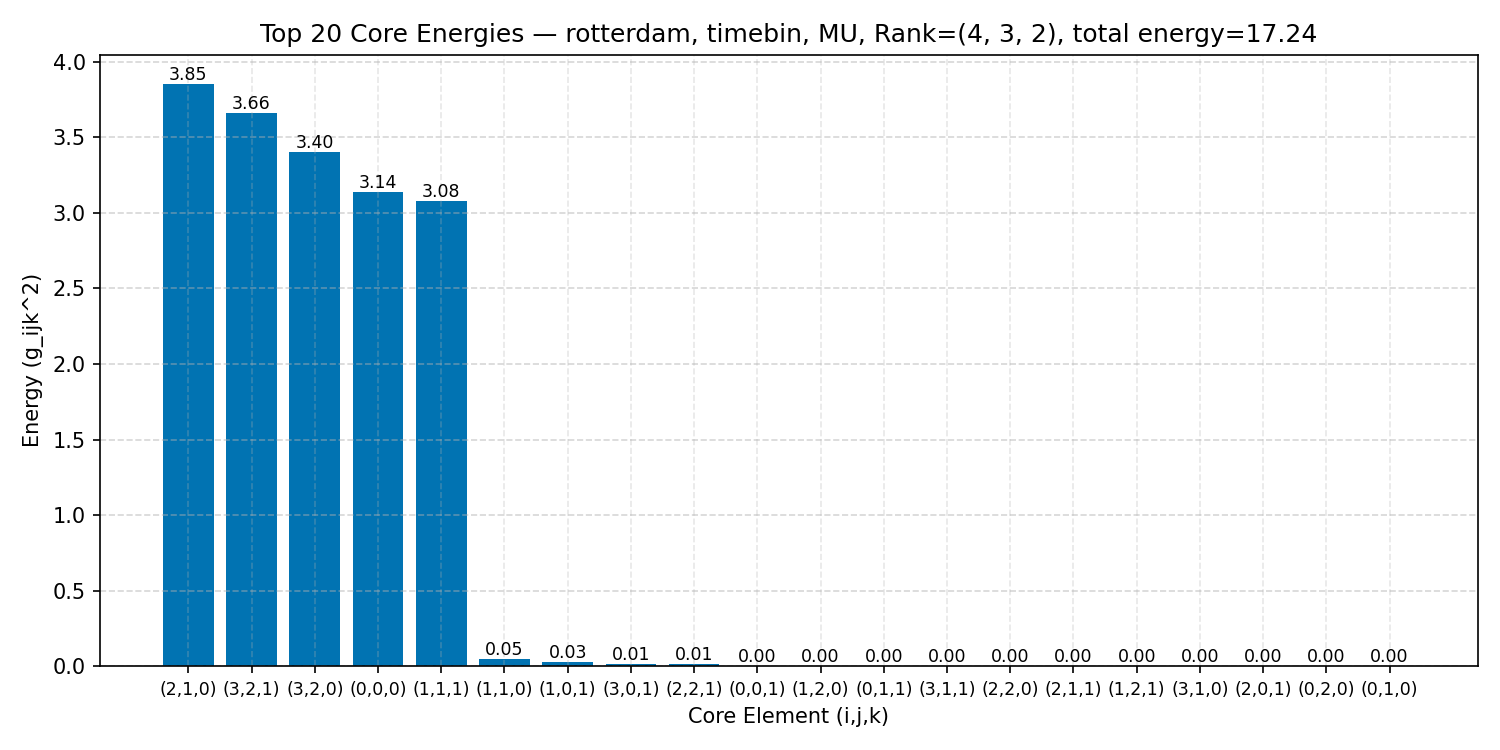 Top 20 Core Energies — rotterdam, timebin, MU, Rank=(4, 3, 2), total energy=17.24
4.0
3.5
3.0
2.5
2.0
1.5
1.0
0.5
0.0
Energy (g_ijk^2)
3.85 3.66 3.40 3.14 3.08 0.05 0.03 0.01 0.01 0.00 0.00 0.00 0.00 0.00 0.00 0.00 0.00 0.00 0.00 0.00
(2,1,0) (3,2,1) (3,2,0) (0,0,0) (1,1,1) (1,1,0) (1,0,1) (3,0,1) (2,2,1) (0,0,1) (1,2,0) (0,1,1) (3,1,1) (2,2,0) (2,1,1) (1,2,1) (3,1,0) (2,0,1) (0,2,0) (0,1,0)
Core Element (i,j,k)